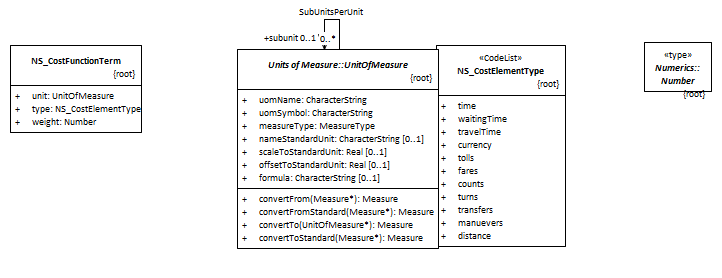 SubUnitsPerUnit
+subunit 0..1 0..*
NS_CostFunctionTerm
{root}
+ unit: UnitOfMeasure
+ type: NS_CostElementType
+ weight: Number
Units of Measure::UnitOfMeasure
{root}
+ uomName: CharacterString
+ uomSymbol: CharacterString
+ measureType: MeasureType
+ nameStandardUnit: CharacterString [0..1]
+ scaleToStandardUnit: Real [0..1]
+ offsetToStandardUnit: Real [0..1]
+ formula: CharacterString [0..1]
+ convertFrom(Measure*): Measure
+ convertFromStandard(Measure*): Measure
+ convertTo(UnitOfMeasure*): Measure
+ convertToStandard(Measure*): Measure
«CodeList»
NS_CostElementType
{root}
+ time
+ waitingTime
+ travelTime
+ currency
+ tolls
+ fares
+ counts
+ turns
+ transfers
+ manuevers
+ distance
«type»
Numerics::
Number
{root}